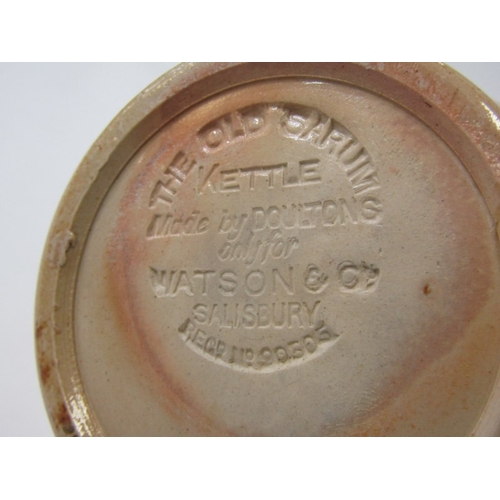 THE OLD SARUM
KETTLE
Made by DOULTONS
only for
WATSON & Co
SALISBURY
REGD No 90505